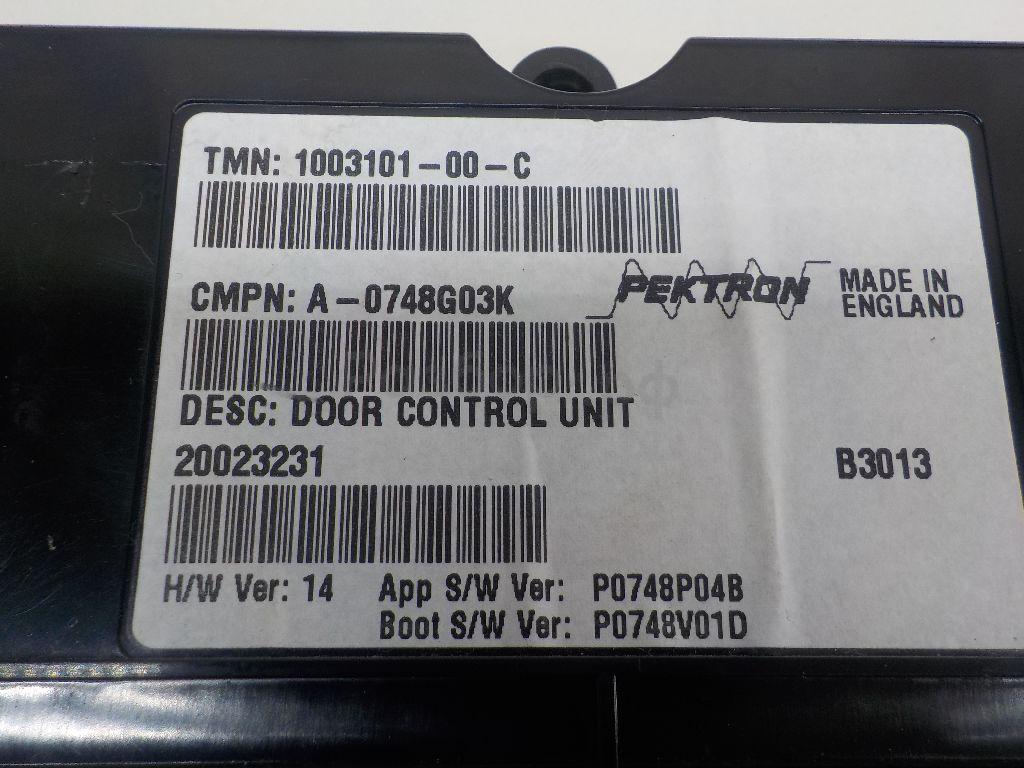 TMN: 1003101-00-C
CMPN: A-0748G03K
PEKTRON
MADE IN
ENGLAND
DESC: DOOR CONTROL UNIT
20023231
B3013
H/W Ver: 14 App S/W Ver: P0748P04B
Boot S/W Ver: P0748V01D